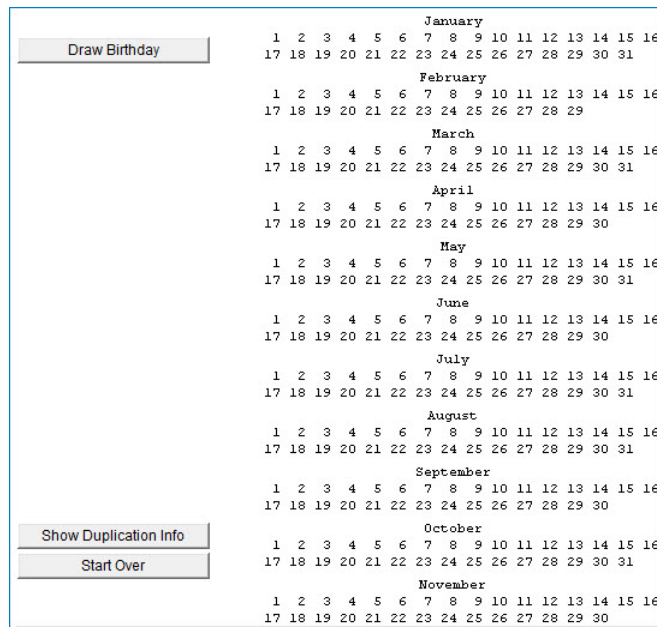 January
1 2 3 4 5 6 7 8 9 10 11 12 13 14 15 16
Draw Birthday
17 18 19 20 21 22 23 24 25 26 27 28 29 30 31
February
1 2 3 4 5 6 7 8 9 10 11 12 13 14 15 16
17 18 19 20 21 22 23 24 25 26 27 28 29
March
1 2 3 4 5 6 7 8 9 10 11 12 13 14 15 16
17 18 19 20 21 22 23 24 25 26 27 28 29 30 31
April
1 2 3 4 5 6 7 8 9 10 11 12 13 14 15 16
17 18 19 20 21 22 23 24 25 26 27 28 29 30
May
1 2 3 4 5 6 7 8 9 10 11 12 13 14 15 16
17 18 19 20 21 22 23 24 25 26 27 28 29 30 31
June
1 2 3 4 5 6 7 8 9 10 11 12 13 14 15 16
17 18 19 20 21 22 23 24 25 26 27 28 29 30
July
1 2 3 4 5 6 7 8 9 10 11 12 13 14 15 16
17 18 19 20 21 22 23 24 25 26 27 28 29 30 31
August
1 2 3 4 5 6 7 8 9 10 11 12 13 14 15 16
17 18 19 20 21 22 23 24 25 26 27 28 29 30 31
September
1 2 3 4 5 6 7 8 9 10 11 12 13 14 15 16
17 18 19 20 21 22 23 24 25 26 27 28 29 30
Show Duplication Info
October
1 2 3 4 5 6 7 8 9 10 11 12 13 14 15 16
Start Over
17 18 19 20 21 22 23 24 25 26 27 28 29 30 31
November
1 2 3 4 5 6 7 8 9 10 11 12 13 14 15 16
17 18 19 20 21 22 23 24 25 26 27 28 29 30